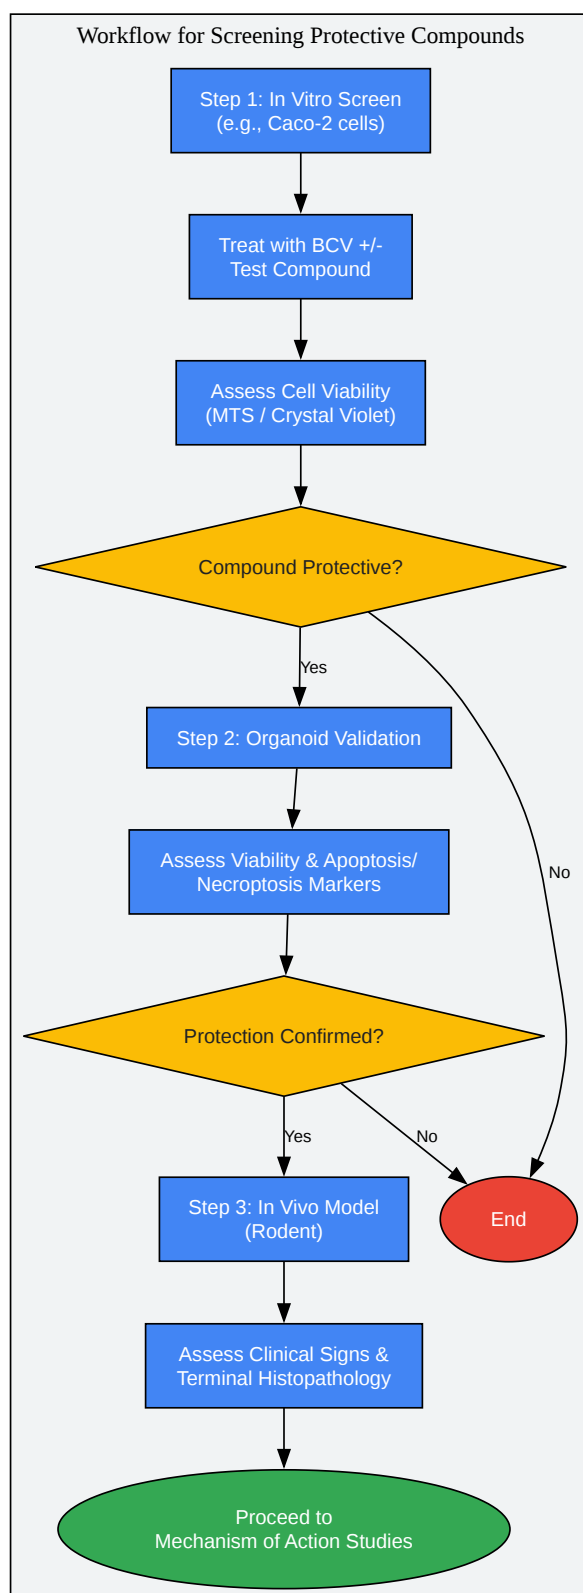 Workflow for Screening Protective Compounds
Step 1: In Vitro Screen
(e.g., Caco-2 cells)
Treat with BCV +/-
Test Compound
Assess Cell Viability
(MTS / Crystal Violet)
Compound Protective?
Yes
Step 2: Organoid Validation
Assess Viability & Apoptosis/
Necroptosis Markers
No
Protection Confirmed?
Yes
No
Step 3: In Vivo Model
(Rodent)
End
Assess Clinical Signs &
Terminal Histopathology
Proceed to
Mechanism of Action Studies